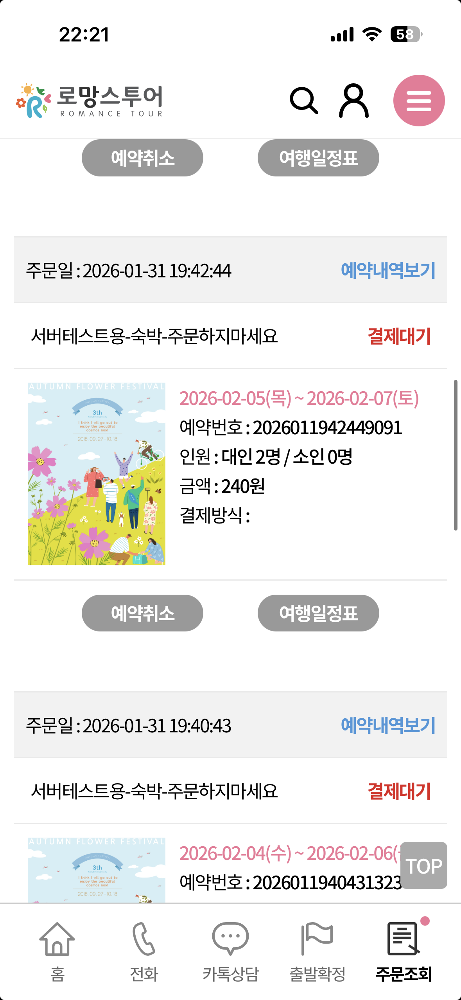 22:21
58
로망스투어
ROMANCE TOUR
예약취소
여행일정표
주문일 : 2026-01-31 19:42:44
예약내역보기
서버테스트용-숙박-주문하지마세요
결제대기
AUTUMN FLOWER FESTIVAL
AUTUMN FESTIVAL
3th
AUTUMN FESTIVAL
I think I will go out to
enjoy the beautiful
cosmos now!
2018. 09. 27 - 10. 18
2026-02-05(목) ~ 2026-02-07(토)
예약번호 : 2026011942449091
인원 : 대인 2명 / 소인 0명
금액 : 240원
결제방식 :
예약취소
여행일정표
주문일 : 2026-01-31 19:40:43
예약내역보기
서버테스트용-숙박-주문하지마세요
결제대기
AUTUMN FLOWER FESTIVAL
AUTUMN FESTIVAL
3th
AUTUMN FESTIVAL
I think I will go out to
enjoy the beautiful
cosmos now!
2018. 09. 27 - 10. 18
2026-02-04(수) ~ 2026-02-06(
예약번호 : 2026011940431323
TOP
홈
전화
카톡상담
출발확정
주문조회